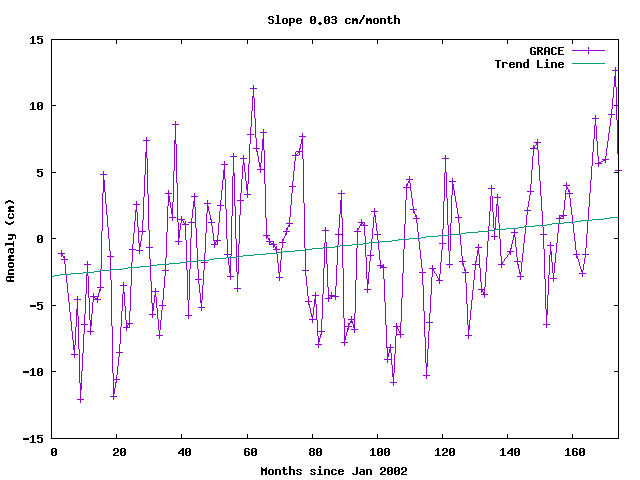 Slope 0.03 cm/month
15
10
5
0
-5
-10
-15
Anomaly (cm)
GRACE
Trend Line
0 20 40 60 80 100 120 140 160
Months since Jan 2002